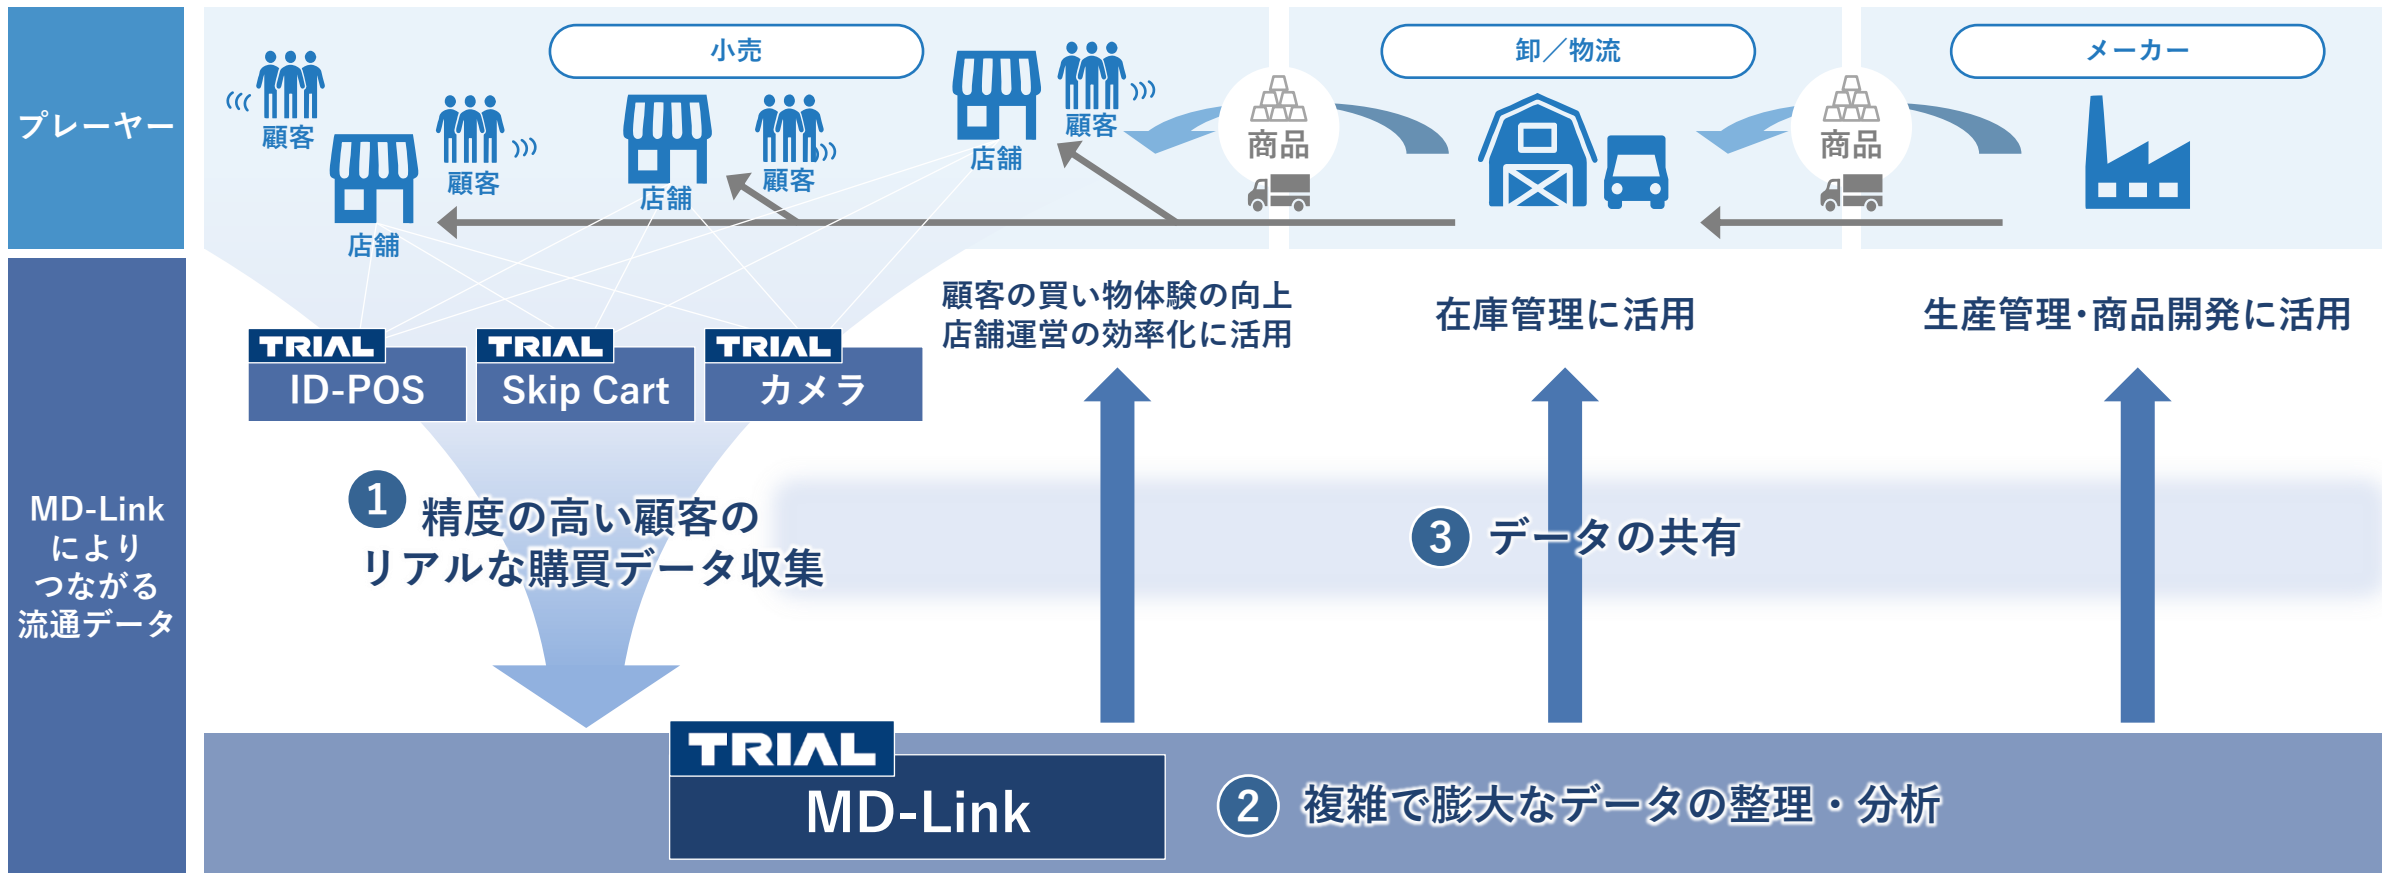 プレーヤー
小売
卸／物流
メーカー
顧客
店舗
顧客
店舗
顧客
店舗
顧客
商品
商品
MD-Link
により
つながる
流通データ
TRIAL
ID-POS
TRIAL
Skip Cart
TRIAL
カメラ
顧客の買い物体験の向上
店舗運営の効率化に活用
在庫管理に活用
生産管理・商品開発に活用
1 精度の高い顧客の
リアルな購買データ収集
3 データの共有
TRIAL
MD-Link
2 複雑で膨大なデータの整理・分析